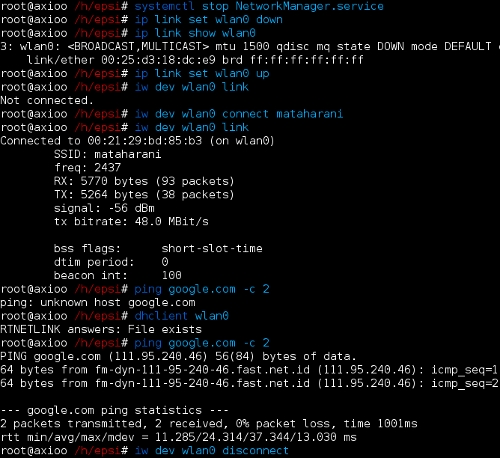 root@axioo /h/epsi# systemctl stop NetworkManager.service
root@axioo /h/epsi# ip link set wlan0 down
root@axioo /h/epsi# ip link show wlan0
3: wlan0: <BROADCAST,MULTICAST> mtu 1500 qdisc mq state DOWN mode DEFAULT
    link/ether 00:25:d3:18:dc:e9 brd ff:ff:ff:ff:ff:ff
root@axioo /h/epsi# ip link set wlan0 up
root@axioo /h/epsi# iw dev wlan0 link
Not connected.
root@axioo /h/epsi# iw dev wlan0 connect mataharani
root@axioo /h/epsi# iw dev wlan0 link
Connected to 00:21:29:bd:85:b3 (on wlan0)
        SSID: mataharani
        freq: 2437
        RX: 5770 bytes (93 packets)
        TX: 5264 bytes (38 packets)
        signal: -56 dBm
        tx bitrate: 48.0 MBit/s

        bss flags:      short-slot-time
        dtim period:    0
        beacon int:     100
root@axioo /h/epsi# ping google.com -c 2
ping: unknown host google.com
root@axioo /h/epsi# dhclient wlan0
RTNETLINK answers: File exists
root@axioo /h/epsi# ping google.com -c 2
PING google.com (111.95.240.46) 56(84) bytes of data.
64 bytes from fm-dyn-111-95-240-46.fast.net.id (111.95.240.46): icmp_seq=1
64 bytes from fm-dyn-111-95-240-46.fast.net.id (111.95.240.46): icmp_seq=2

--- google.com ping statistics ---
2 packets transmitted, 2 received, 0% packet loss, time 1001ms
rtt min/avg/max/mdev = 11.285/24.314/37.344/13.030 ms
root@axioo /h/epsi# iw dev wlan0 disconnect